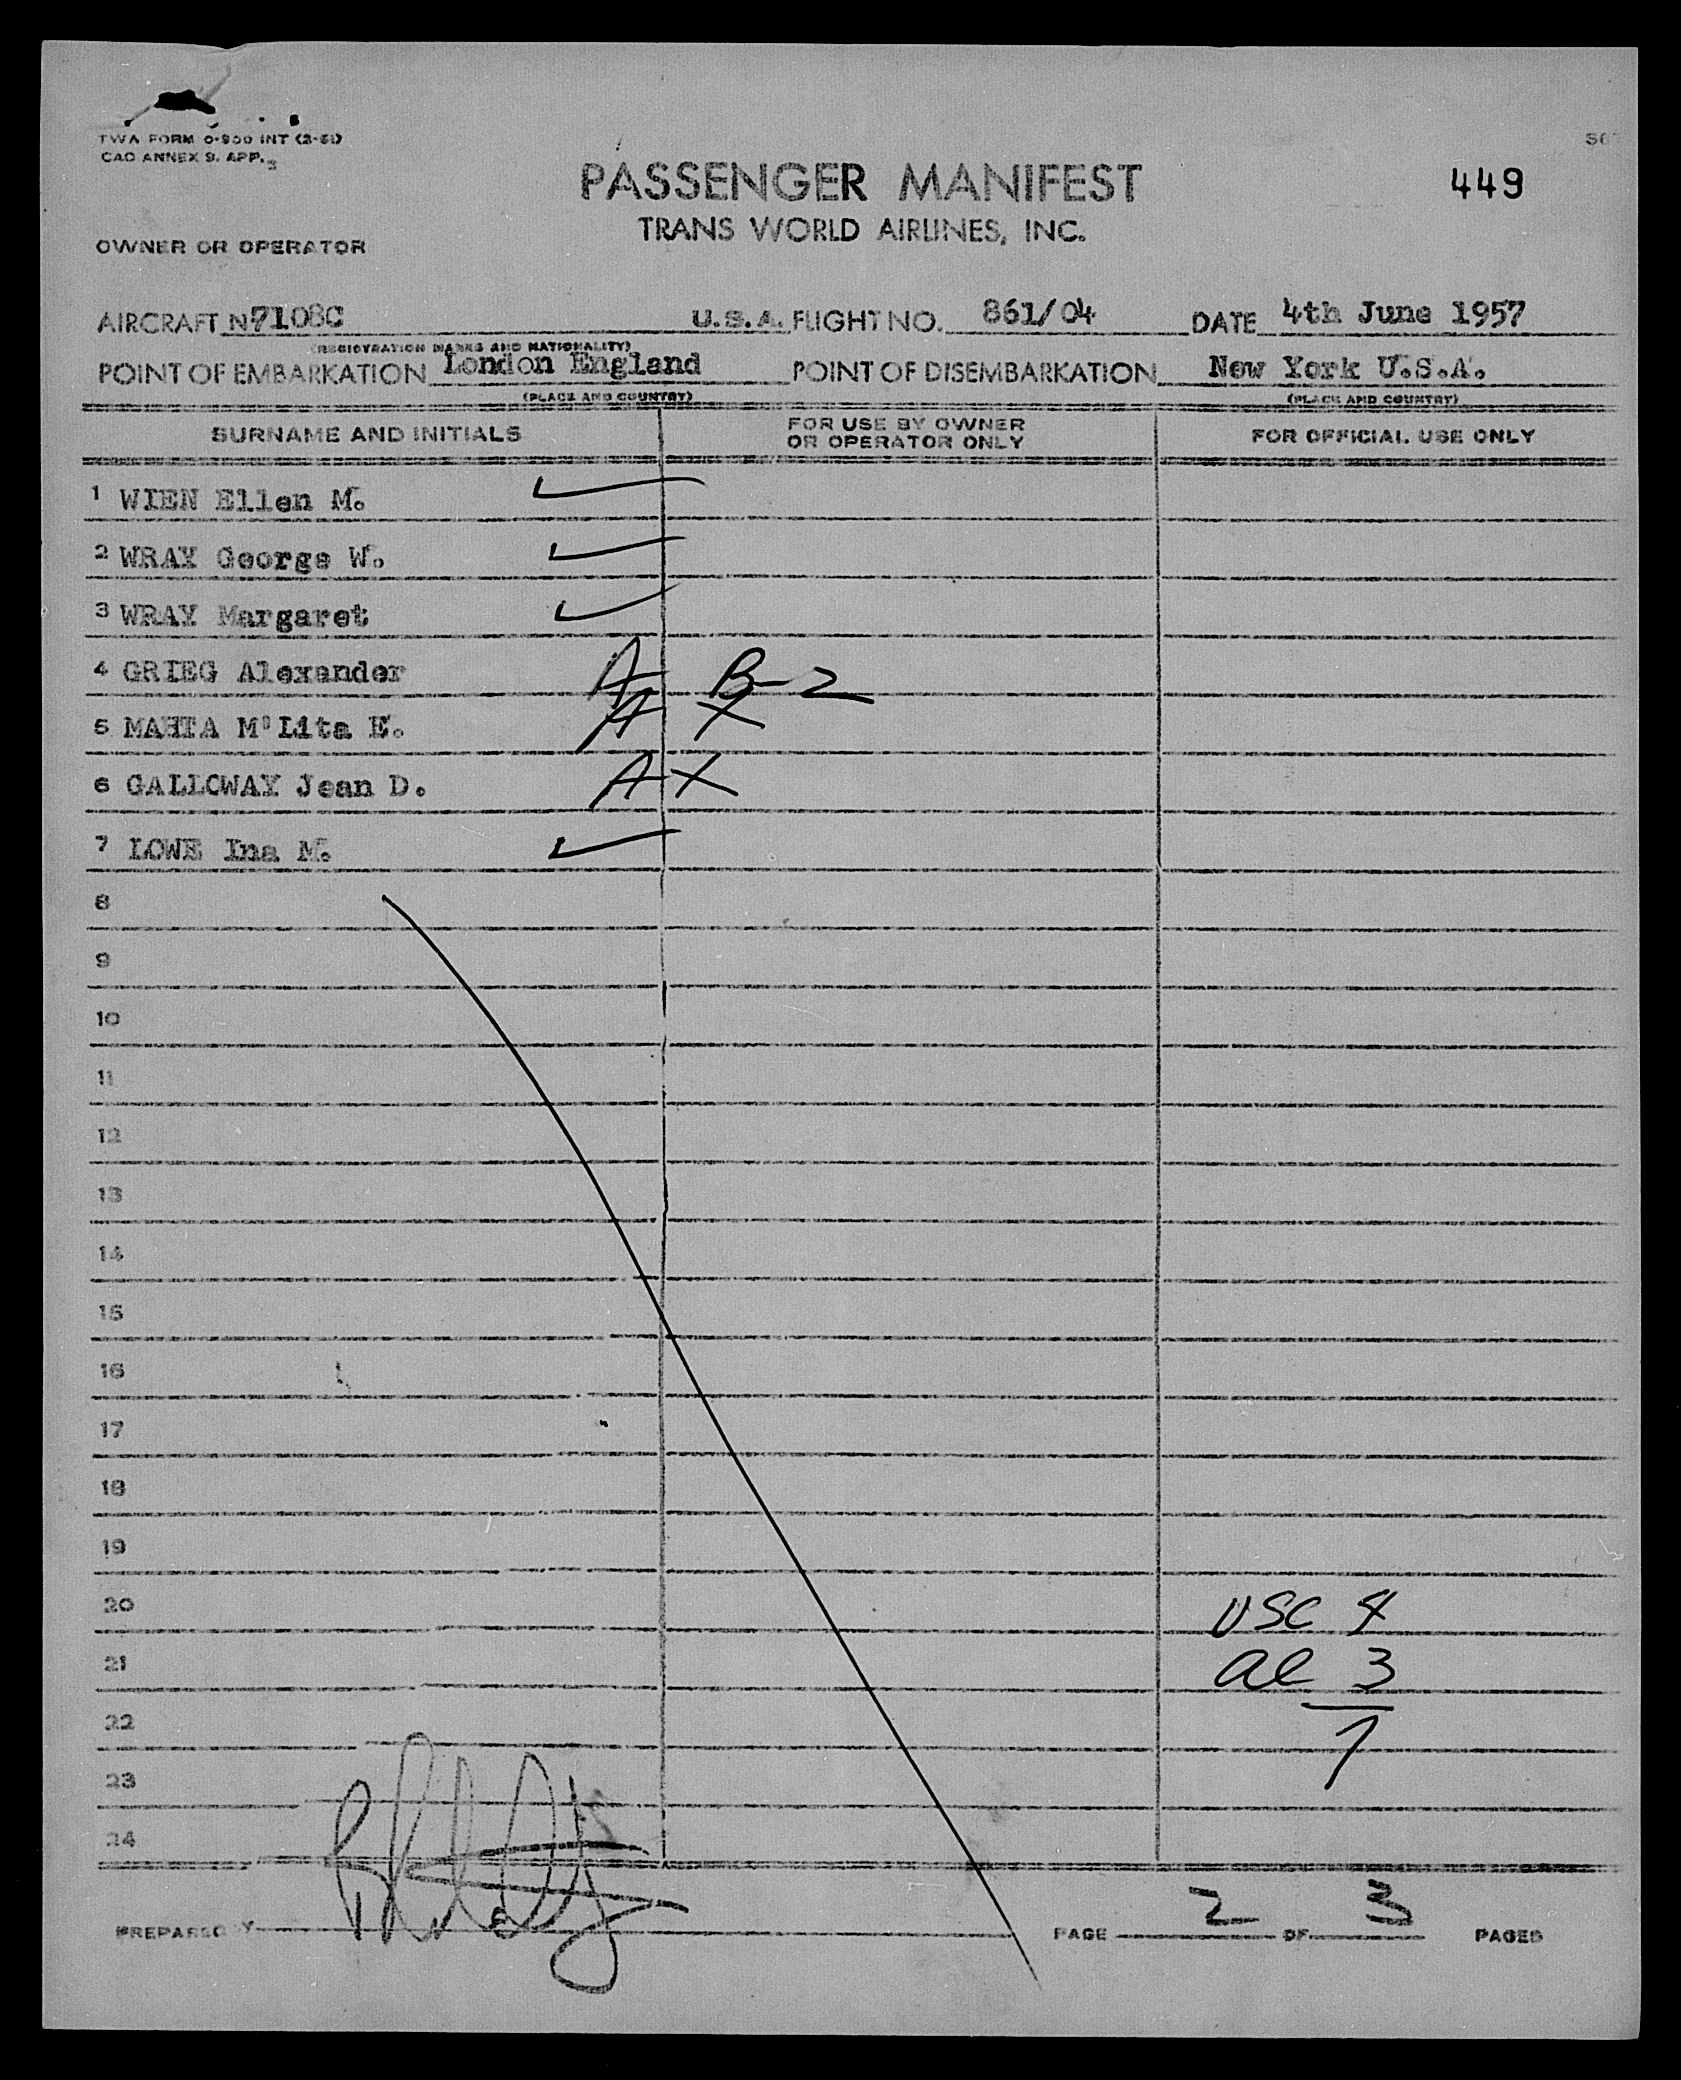 TWA FORM 0-900 INT (3-51)
CAO ANNEX 9. APP. 3
PASSENGER MANIFEST
449
TRANS WORLD AIRLINES, INC.
OWNER OR OPERATOR
AIRCRAFT N7108C U.S.A. FLIGHT NO. 861/04 DATE 4th June 1957
(REGISTRATION MARKS AND NATIONALITY)
POINT OF EMBARKATION London England POINT OF DISEMBARKATION New York U.S.A.
(PLACE AND COUNTRY) (PLACE AND COUNTRY)
SURNAME AND INITIALS FOR USE BY OWNER OR OPERATOR ONLY FOR OFFICIAL USE ONLY
1 WIEN Ellen M.
2 WRAY George W.
3 WRAY Margaret
4 GRIEG Alexander A B-2
5 MAHTA M'Lita E. A X
6 GALLOWAY Jean D. A X
7 LOWE Ina M.
8
9
10
11
12
13
14
15
16
17
18
19
20 USC 4
21 al 3
22 7
23
24
PREPARED BY PAGE 2 OF 3 PAGES